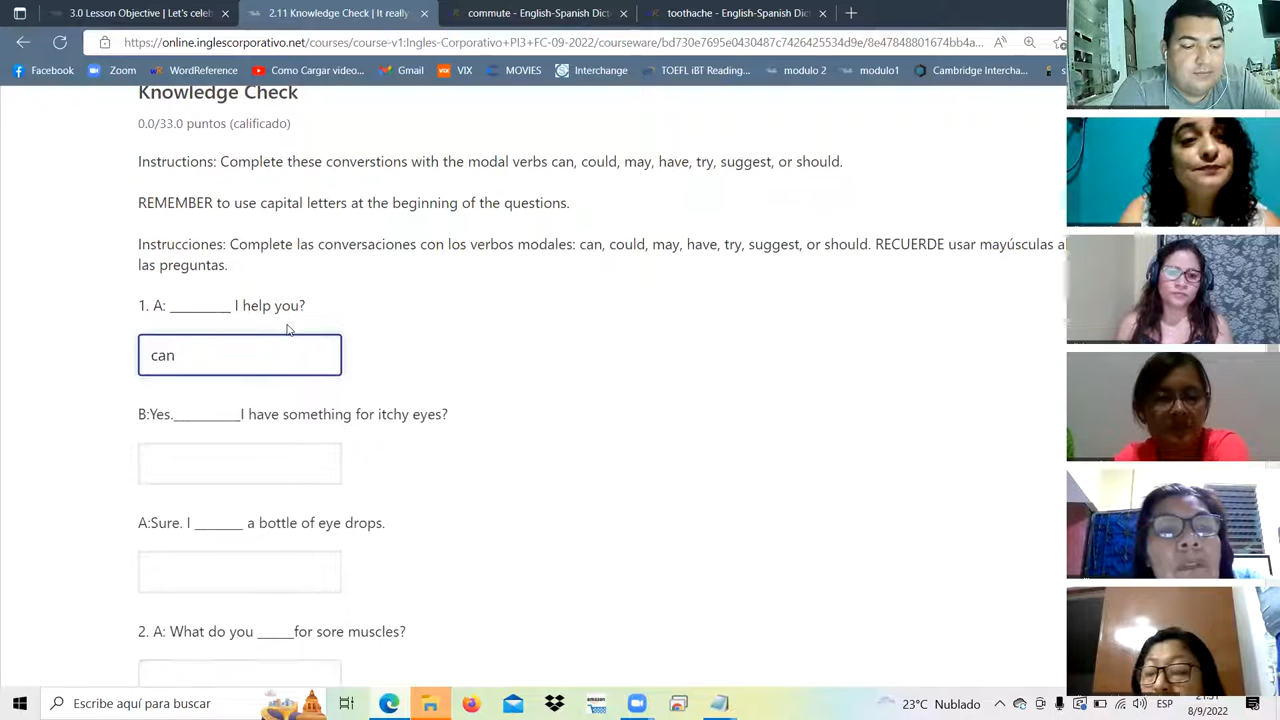 3.0 Lesson Objective | Let's celeb
2.11 Knowledge Check | It really
commute - English-Spanish Dict
toothache - English-Spanish Dict
https://online.inglescorporativo.net/courses/course-v1:Ingles-Corporativo+PI3+FC-09-2022/courseware/bd730e7695e0430487c7426425534d9e/8e47848801674bb4a...
Facebook
Zoom
WordReference
Como Cargar video...
Gmail
VIX
MOVIES
Interchange
TOEFL iBT Reading...
modulo 2
modulo1
Cambridge Intercha...
Knowledge Check
0.0/33.0 puntos (calificado)
Instructions: Complete these converstions with the modal verbs can, could, may, have, try, suggest, or should.
REMEMBER to use capital letters at the beginning of the questions.
Instrucciones: Complete las conversaciones con los verbos modales: can, could, may, have, try, suggest, or should. RECUERDE usar mayúsculas a
las preguntas.
1. A: _________ I help you?
can
B:Yes.__________I have something for itchy eyes?
A:Sure. I _______ a bottle of eye drops.
2. A: What do you _____for sore muscles?
Escribe aquí para buscar
23°C Nublado
8/9/2022